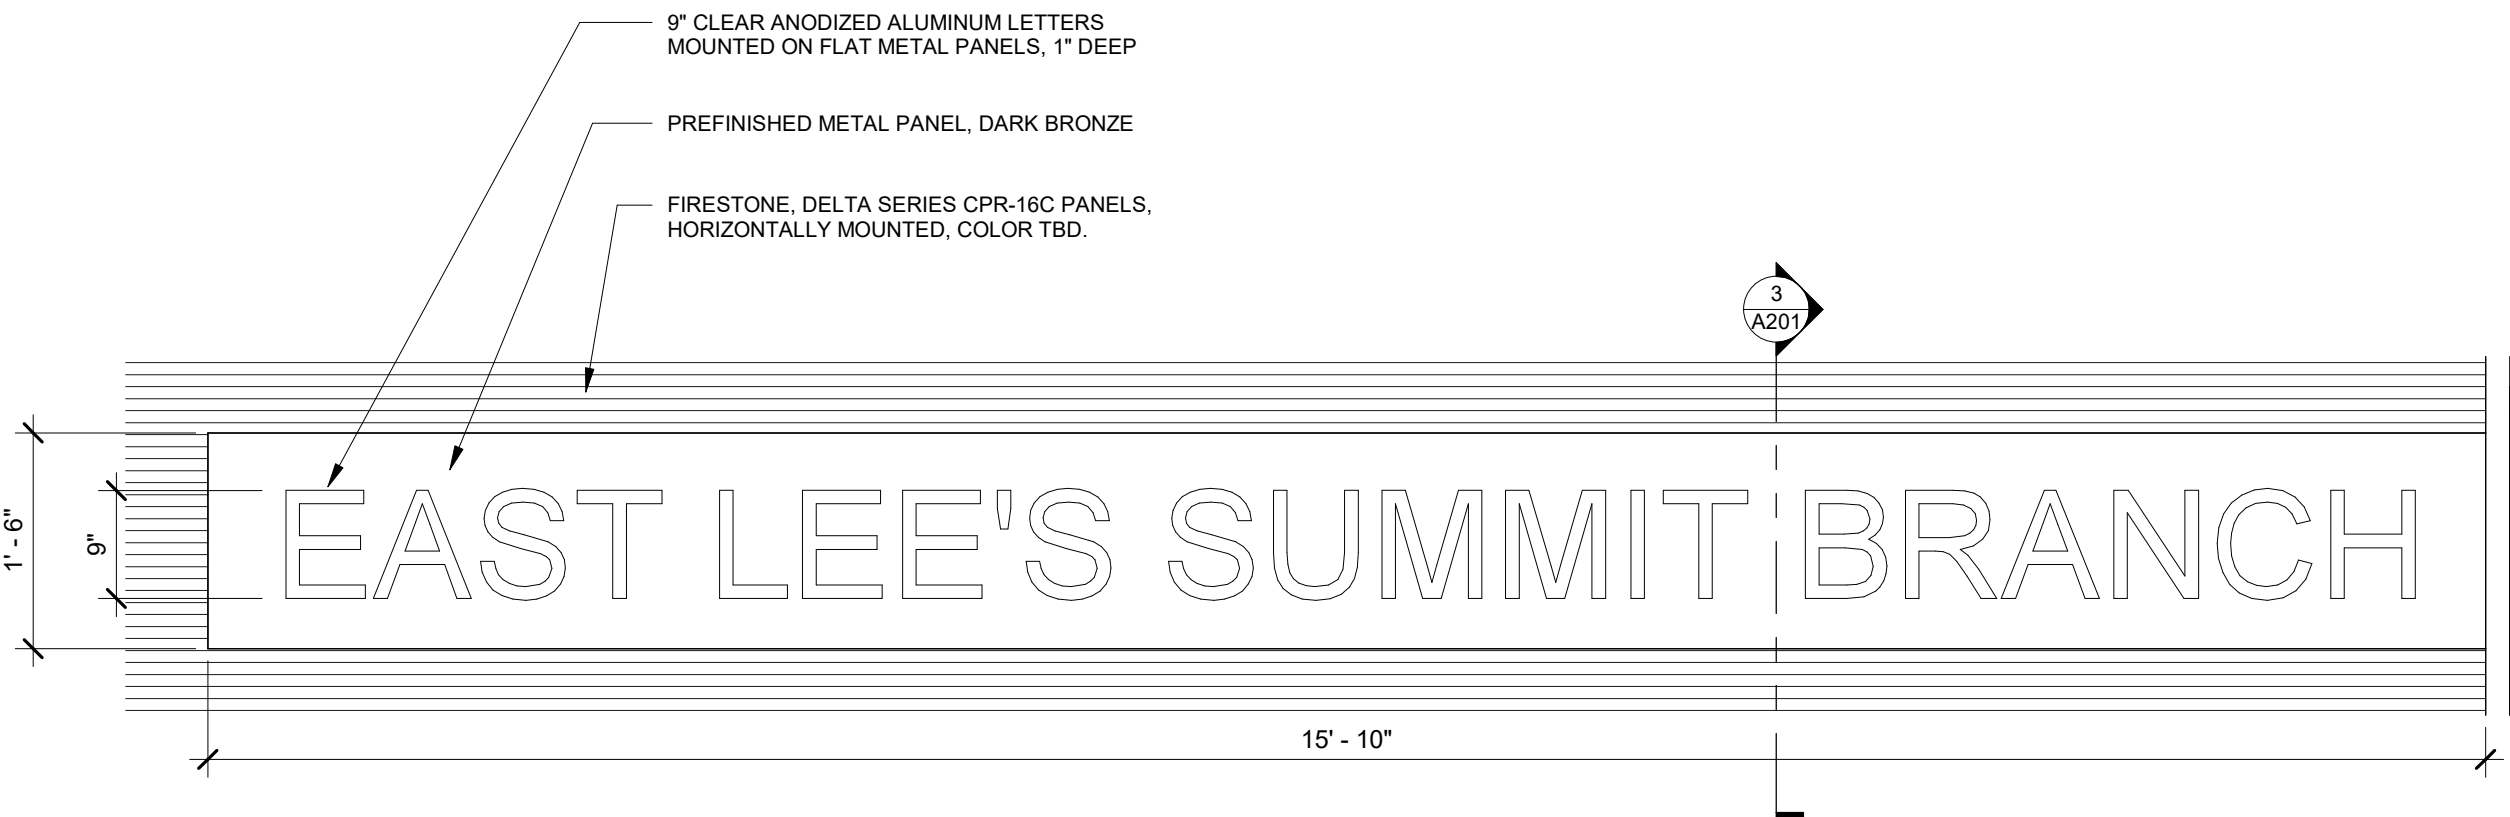 9" CLEAR ANODIZED ALUMINUM LETTERS
MOUNTED ON FLAT METAL PANELS, 1" DEEP
PREFINISHED METAL PANEL, DARK BRONZE
FIRESTONE, DELTA SERIES CPR-16C PANELS,
HORIZONTALLY MOUNTED, COLOR TBD.
3
A201
1' - 6"
9"
EAST LEE'S SUMMIT BRANCH
15' - 10"